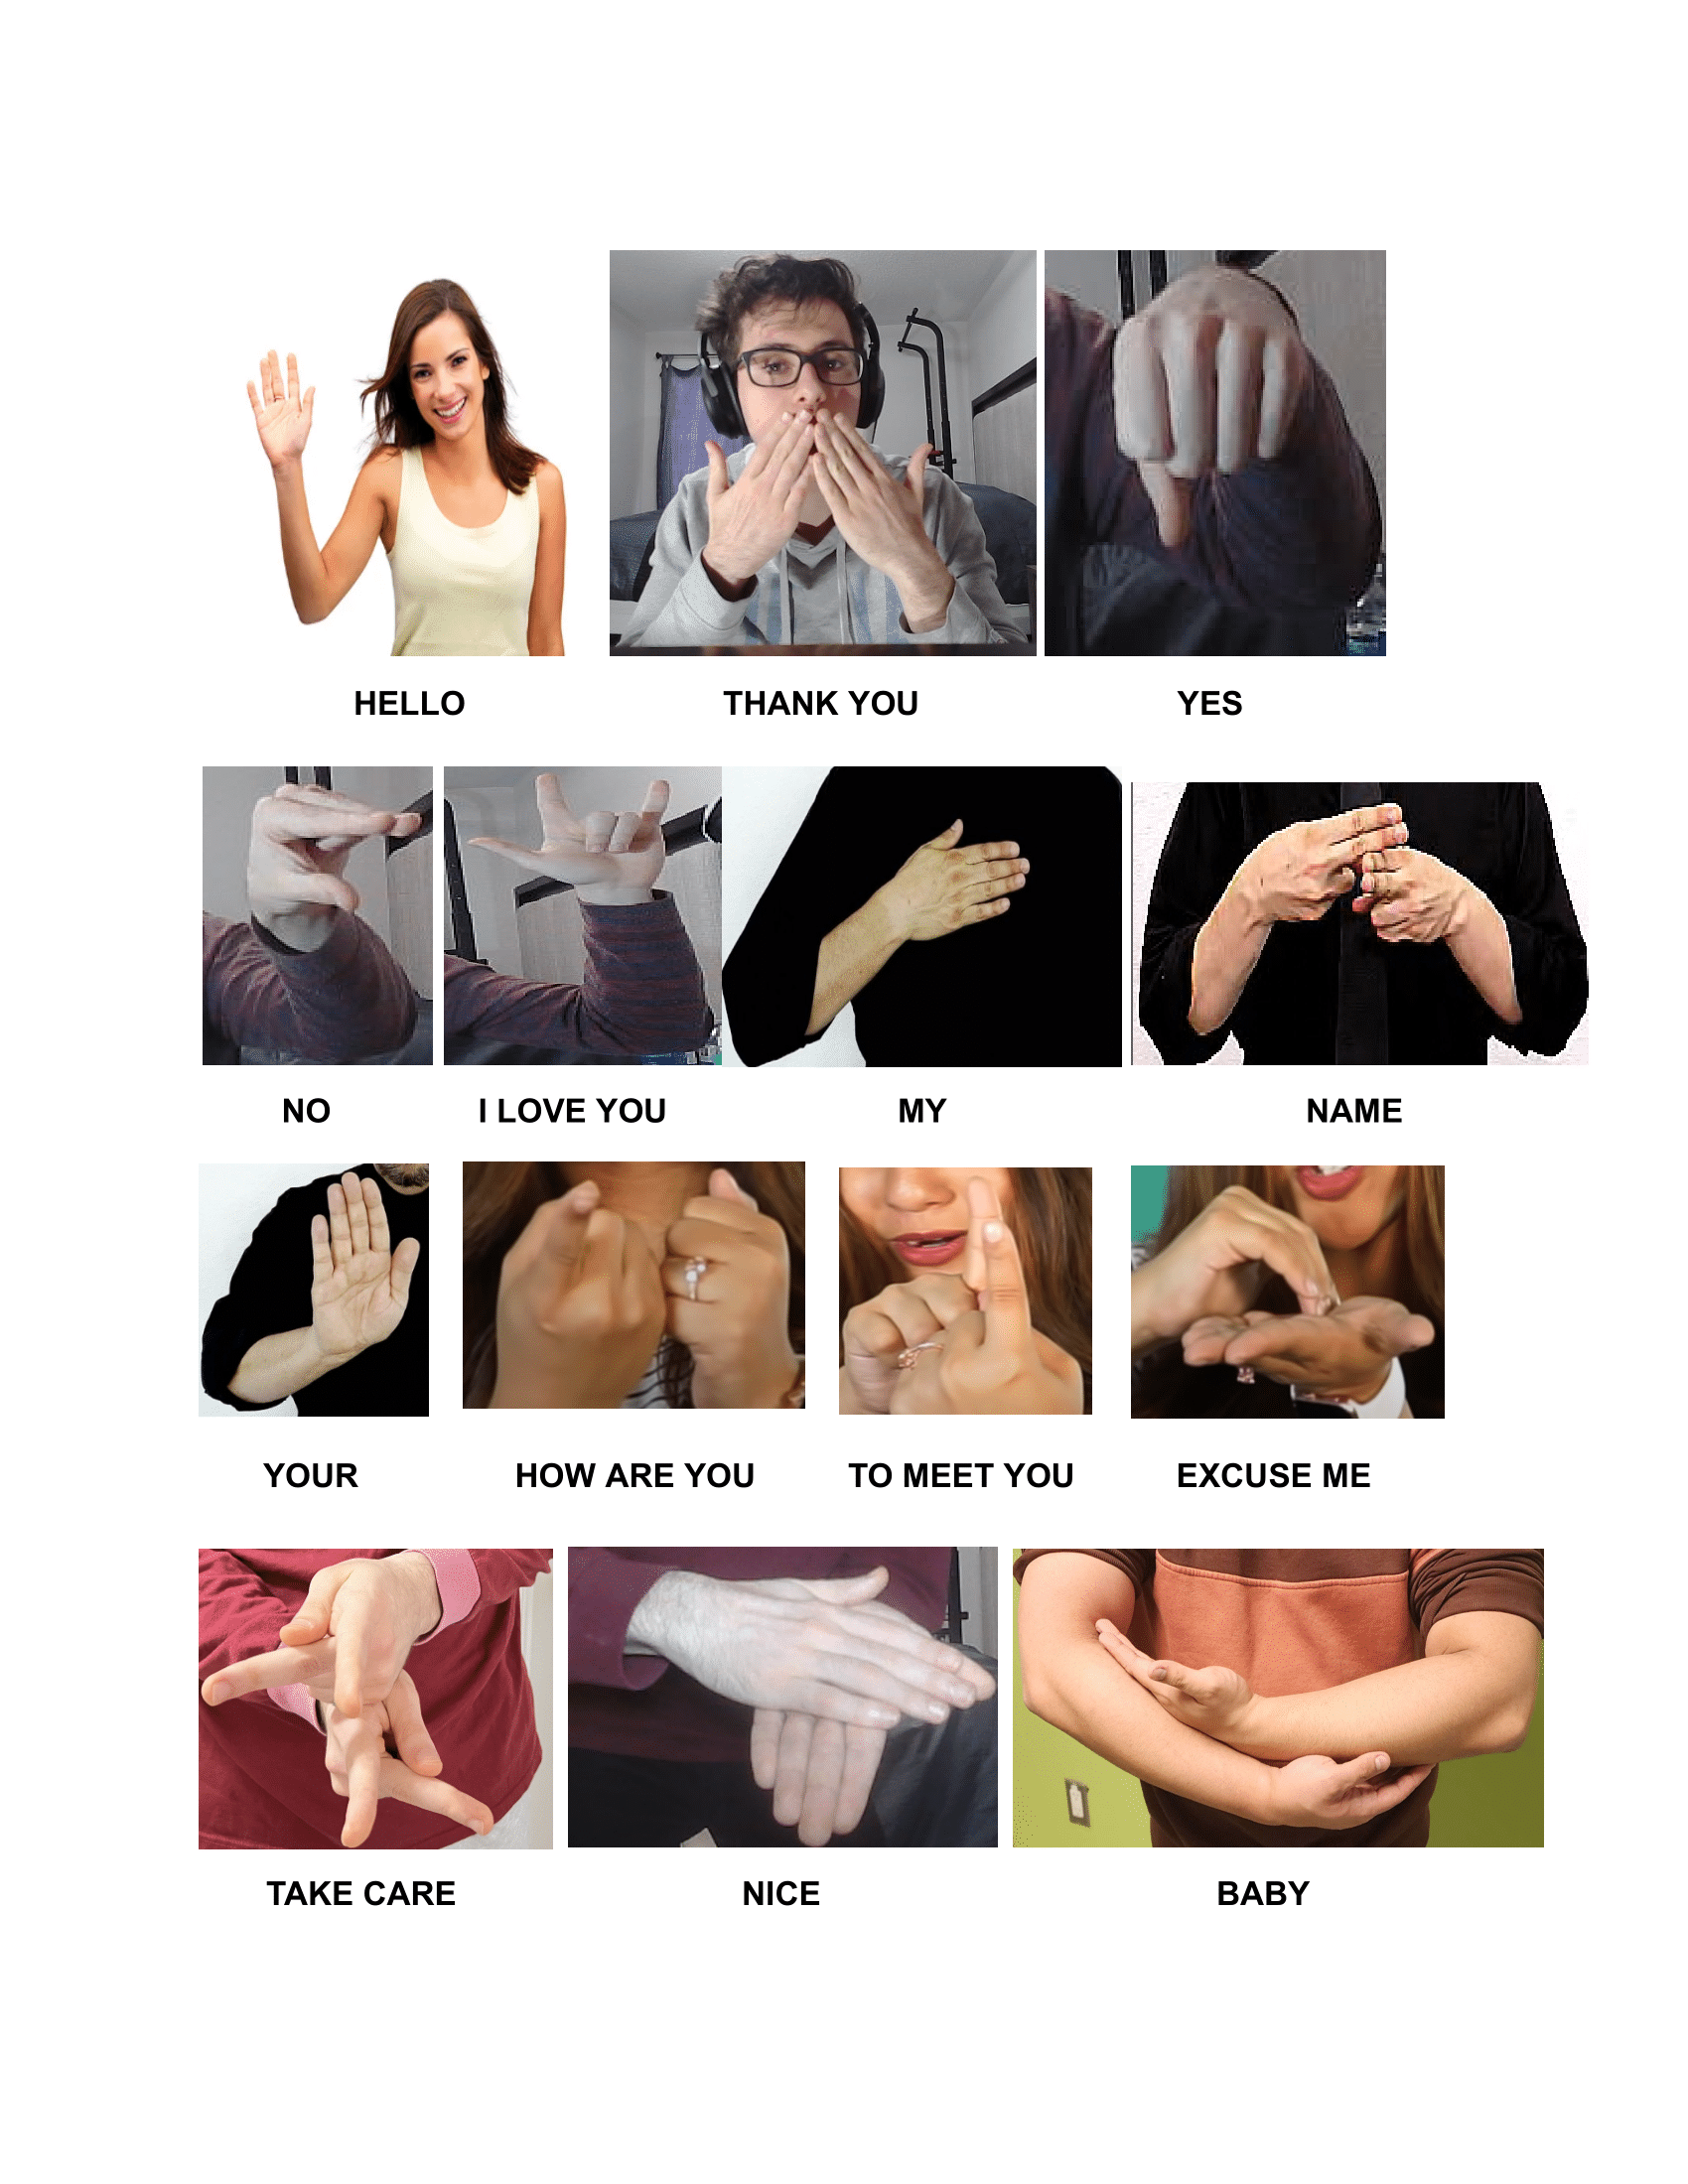 HELLO THANK YOU YES
NO I LOVE YOU MY NAME
YOUR HOW ARE YOU TO MEET YOU EXCUSE ME
TAKE CARE NICE BABY